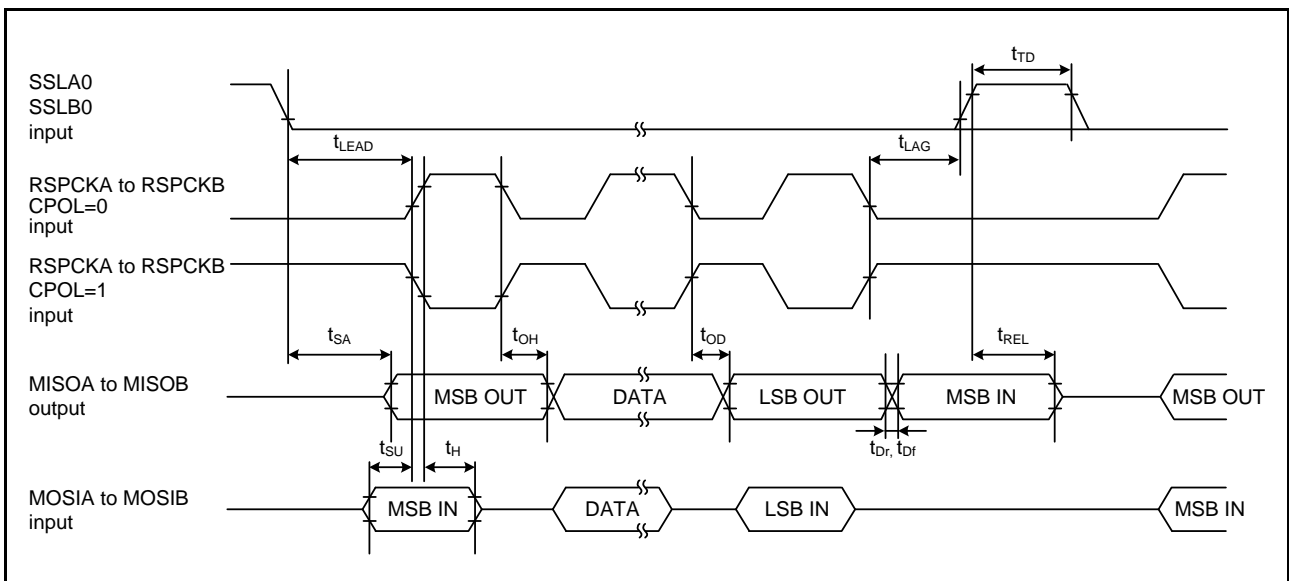 SSLA0
SSLB0
input
tTD
tLEAD
tLAG
RSPCKA to RSPCKB
CPOL=0
input
RSPCKA to RSPCKB
CPOL=1
input
tSA
tOH
tOD
tREL
MISOA to MISOB
output
MSB OUT
DATA
LSB OUT
MSB IN
MSB OUT
tSU
tH
tDr, tDf
MOSIA to MOSIB
input
MSB IN
DATA
LSB IN
MSB IN